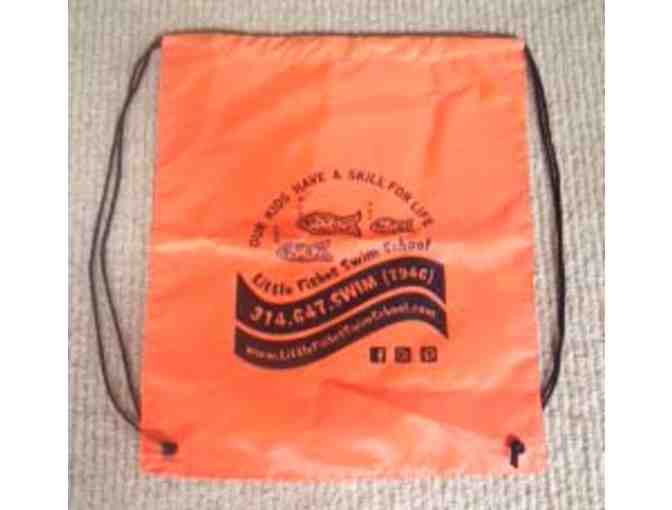 OUR KIDS HAVE A SKILL FOR LIFE
Little Fishes Swim School
314.647.SWIM (7946)
www.LittleFishesSwimSchool.com